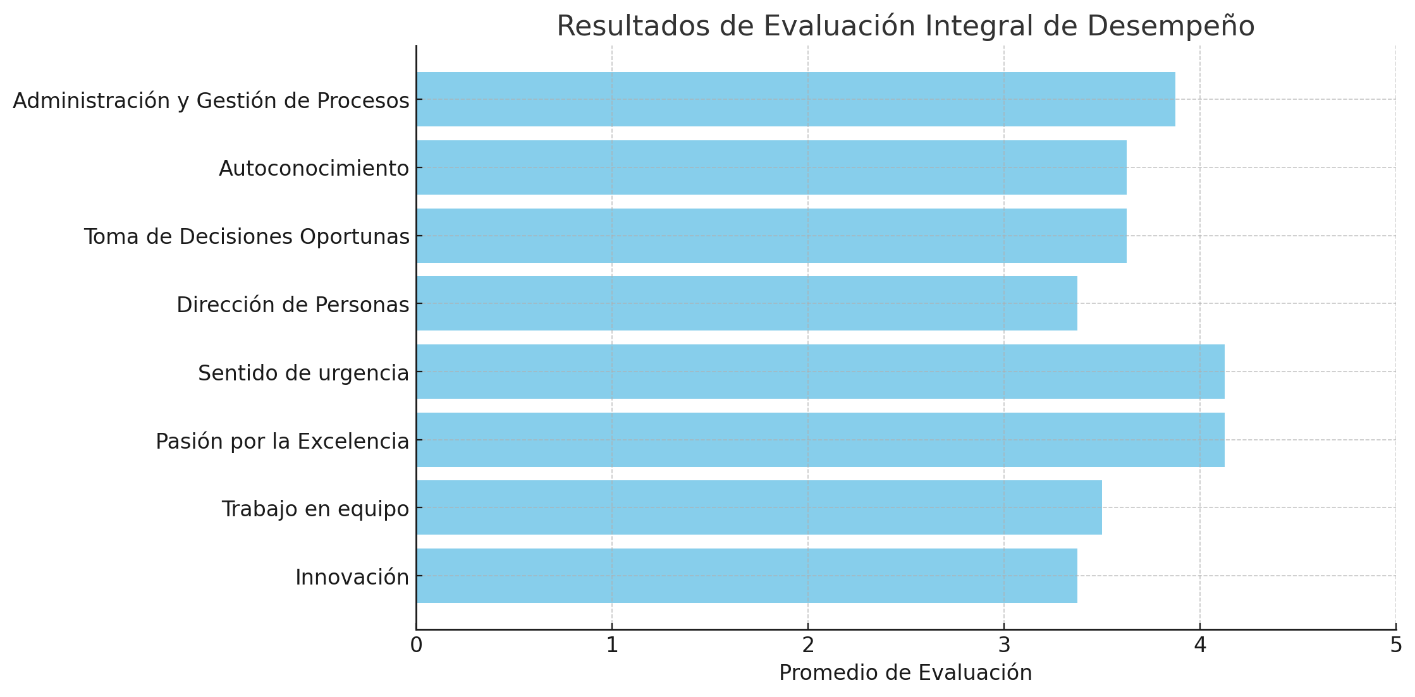 Resultados de Evaluación Integral de Desempeño
Administración y Gestión de Procesos
Autoconocimiento
Toma de Decisiones Oportunas
Dirección de Personas
Sentido de urgencia
Pasión por la Excelencia
Trabajo en equipo
Innovación
0 1 2 3 4 5
Promedio de Evaluación